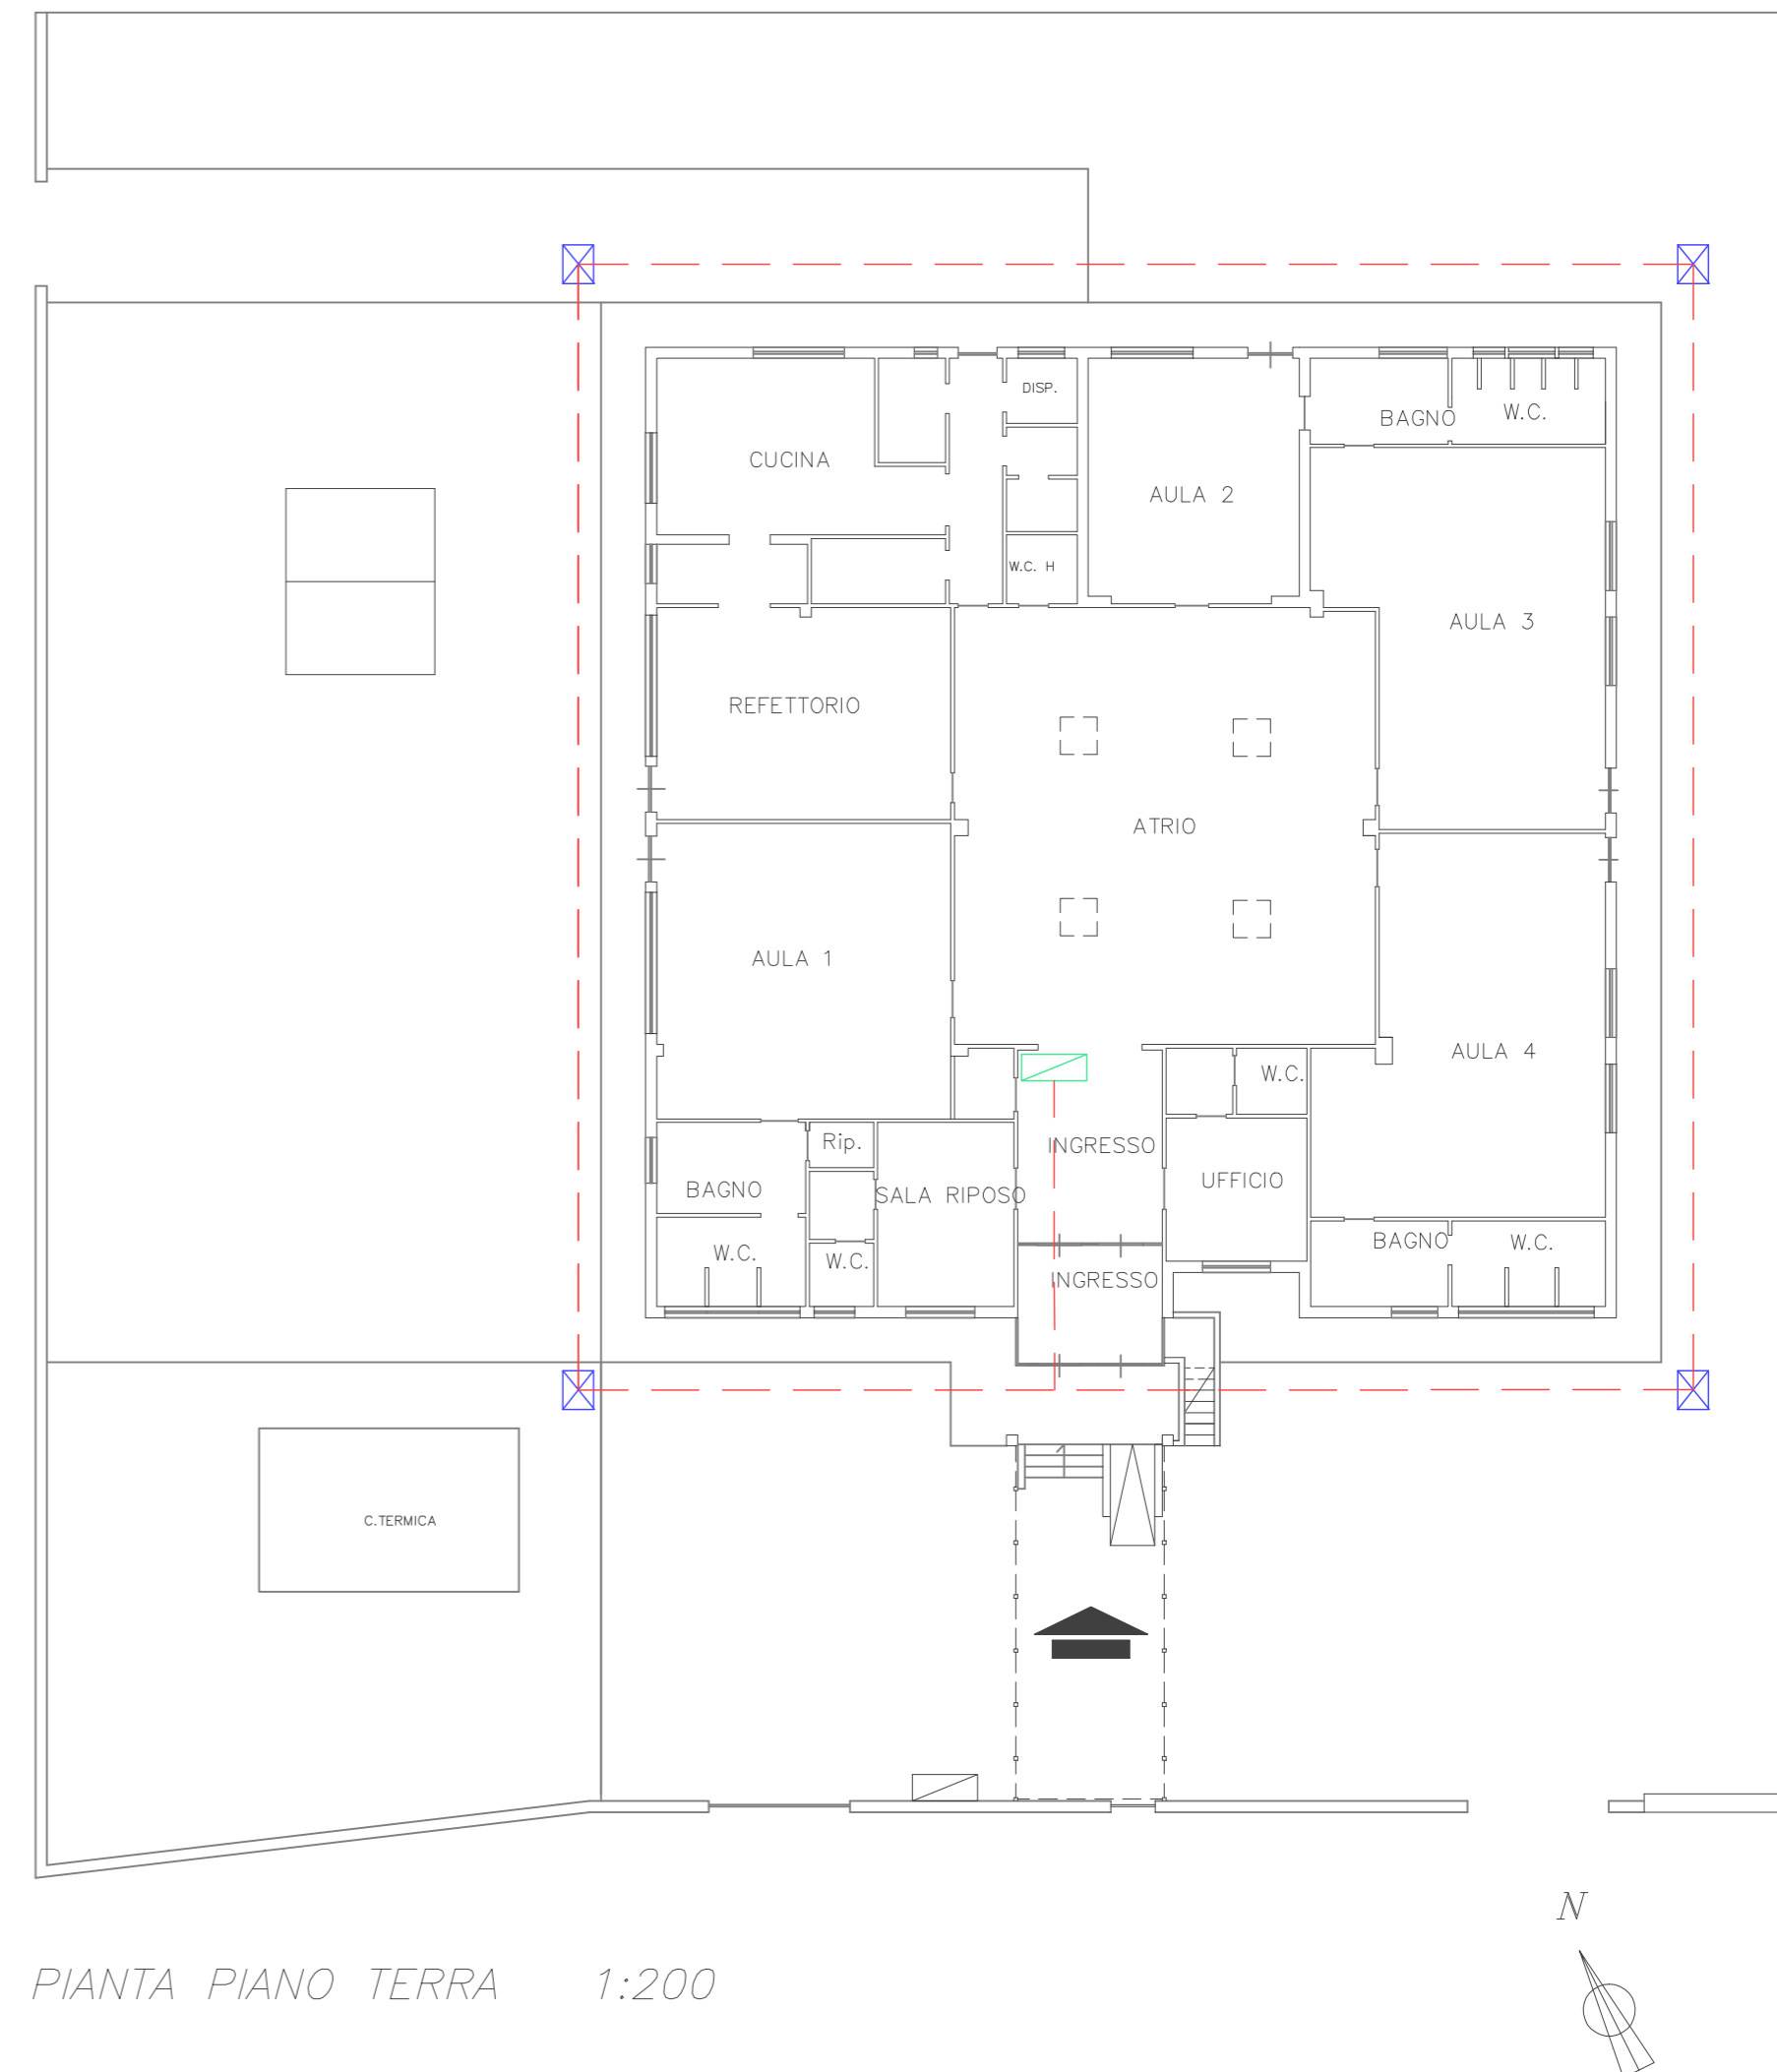 DISP.
BAGNO
W.C.
CUCINA
AULA 2
W.C. H
AULA 3
REFETTORIO
ATRIO
AULA 1
AULA 4
W.C.
Rip.
INGRESSO
UFFICIO
BAGNO
SALA RIPOSO
BAGNO
W.C.
W.C.
W.C.
INGRESSO
C.TERMICA
N
PIANTA PIANO TERRA 1:200